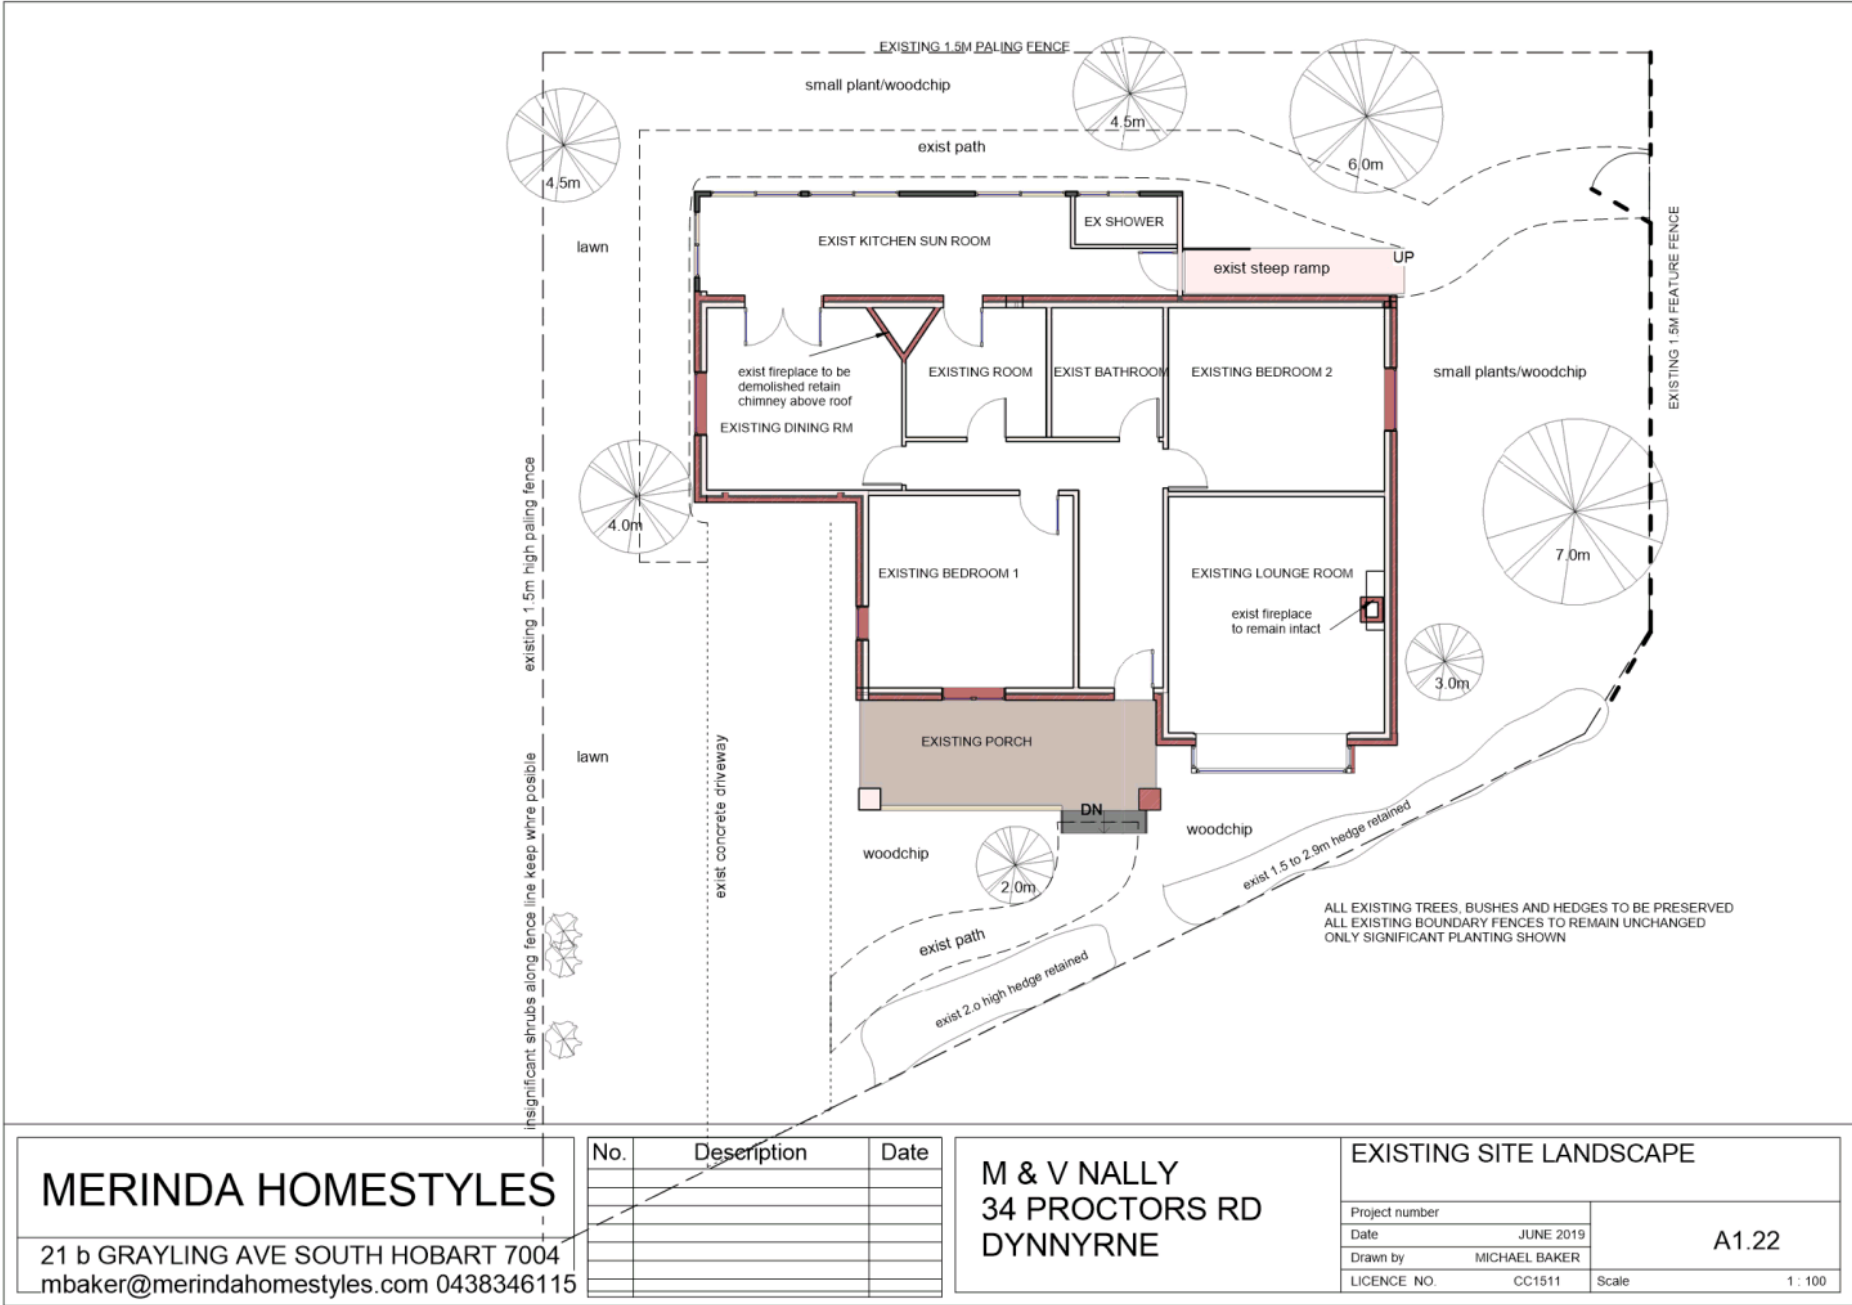 EXISTING 1.5M PALING FENCE
small plant/woodchip
4.5m
exist path
6.0m
4.5m
EX SHOWER
EXIST KITCHEN SUN ROOM
lawn
UP
exist steep ramp
EXISTING 1.5M FEATURE FENCE
exist fireplace to be
demolished retain
chimney above roof
EXISTING DINING RM
EXISTING ROOM
EXIST BATHROOM
EXISTING BEDROOM 2
small plants/woodchip
existing 1.5m high paling fence
4.0m
7.0m
EXISTING BEDROOM 1
EXISTING LOUNGE ROOM
exist fireplace
to remain intact
3.0m
EXISTING PORCH
lawn
exist concrete driveway
insignificant shrubs along fence line keep whre posible
DN
woodchip
woodchip
2.0m
exist 1.5 to 2.9m hedge retained
exist path
exist 2.o high hedge retained
ALL EXISTING TREES, BUSHES AND HEDGES TO BE PRESERVED
ALL EXISTING BOUNDARY FENCES TO REMAIN UNCHANGED
ONLY SIGNIFICANT PLANTING SHOWN
MERINDA HOMESTYLES
21 b GRAYLING AVE SOUTH HOBART 7004
mbaker@merindahomestyles.com 0438346115
No. Description Date
M & V NALLY
34 PROCTORS RD
DYNNYRNE
EXISTING SITE LANDSCAPE
Project number
Date JUNE 2019
Drawn by MICHAEL BAKER
LICENCE NO. CC1511
A1.22
Scale 1 : 100